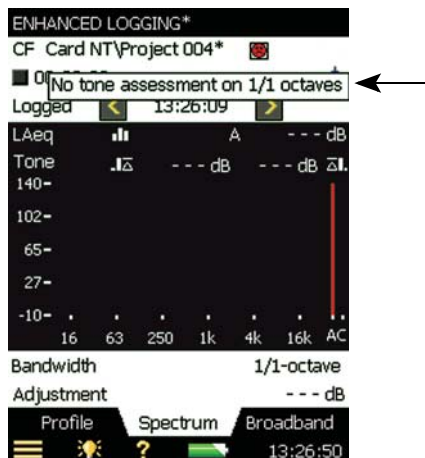 ENHANCED LOGGING*
CF Card NT\Project 004*
No tone assessment on 1/1 octaves
Logged < 13:26:09 >
LAeq A - - - dB
Tone - - - dB - - - dB
140-
102-
65-
27-
-10-
16 63 250 1k 4k 16k AC
Bandwidth 1/1-octave
Adjustment - - - dB
Profile Spectrum Broadband
? 13:26:50